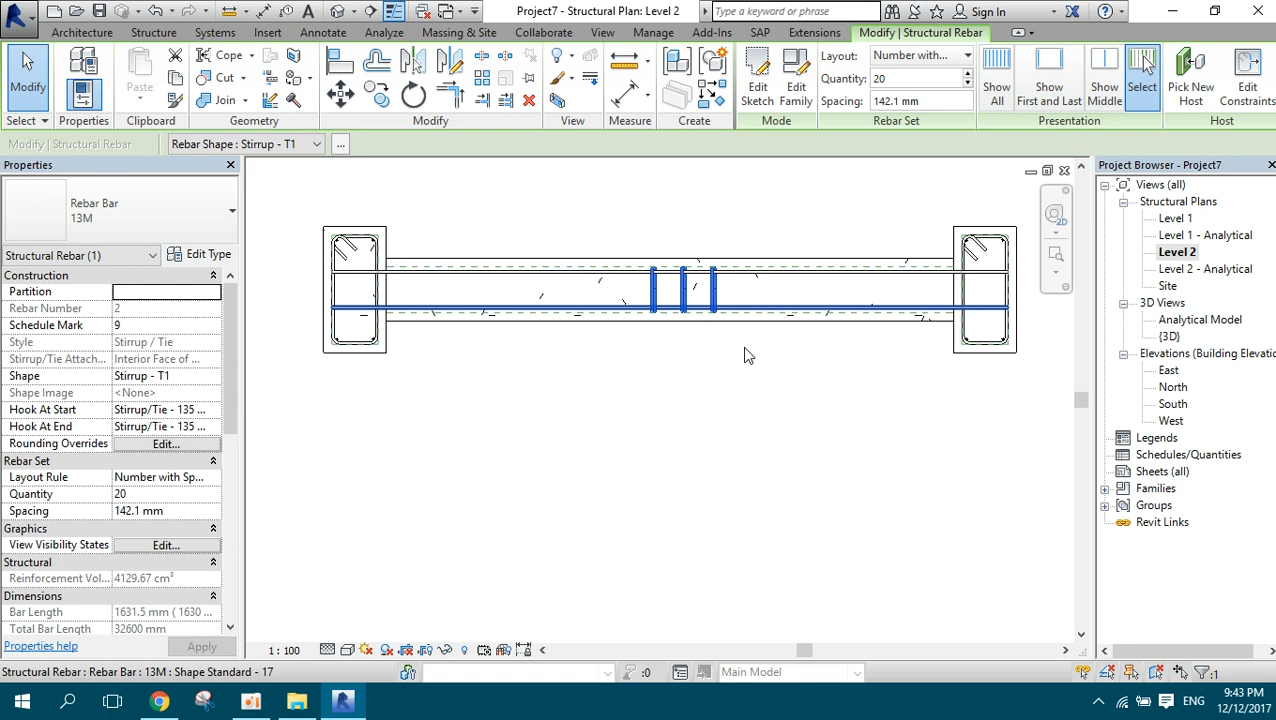 Project7 - Structural Plan: Level 2
Type a keyword or phrase
Sign In
Architecture Structure Systems Insert Annotate Analyze Massing & Site Collaborate View Manage Add-Ins SAP Extensions Modify | Structural Rebar
Modify
Select
Properties
Paste
Clipboard
Cope
Cut
Join
Geometry
Modify
View
Measure
Create
Edit Sketch
Edit Family
Mode
Layout: Number with...
Quantity: 20
Spacing: 142.1 mm
Rebar Set
Show All
Show First and Last
Show Middle
Select
Presentation
Pick New Host
Edit Constraints
Host
Modify | Structural Rebar
Rebar Shape : Stirrup - T1
...
Properties
Rebar Bar
13M
Structural Rebar (1)
Edit Type
Construction
Partition
Rebar Number 2
Schedule Mark 9
Style Stirrup / Tie
Stirrup/Tie Attach... Interior Face of
Shape Stirrup - T1
Shape Image <None>
Hook At Start Stirrup/Tie - 135 ...
Hook At End Stirrup/Tie - 135 ...
Rounding Overrides Edit...
Rebar Set
Layout Rule Number with Sp...
Quantity 20
Spacing 142.1 mm
Graphics
View Visibility States Edit...
Structural
Reinforcement Vol... 4129.67 cm³
Dimensions
Bar Length 1631.5 mm ( 1630 ...
Total Bar Length 32600 mm
Properties help
Apply
2D
Project Browser - Project7
Views (all)
Structural Plans
Level 1
Level 1 - Analytical
Level 2
Level 2 - Analytical
Site
3D Views
Analytical Model
{3D}
Elevations (Building Elevatio
East
North
South
West
Legends
Schedules/Quantities
Sheets (all)
Families
Groups
Revit Links
1 : 100
Structural Rebar : Rebar Bar : 13M : Shape Standard - 17
:0
Main Model
:1
ENG
9:43 PM
12/12/2017